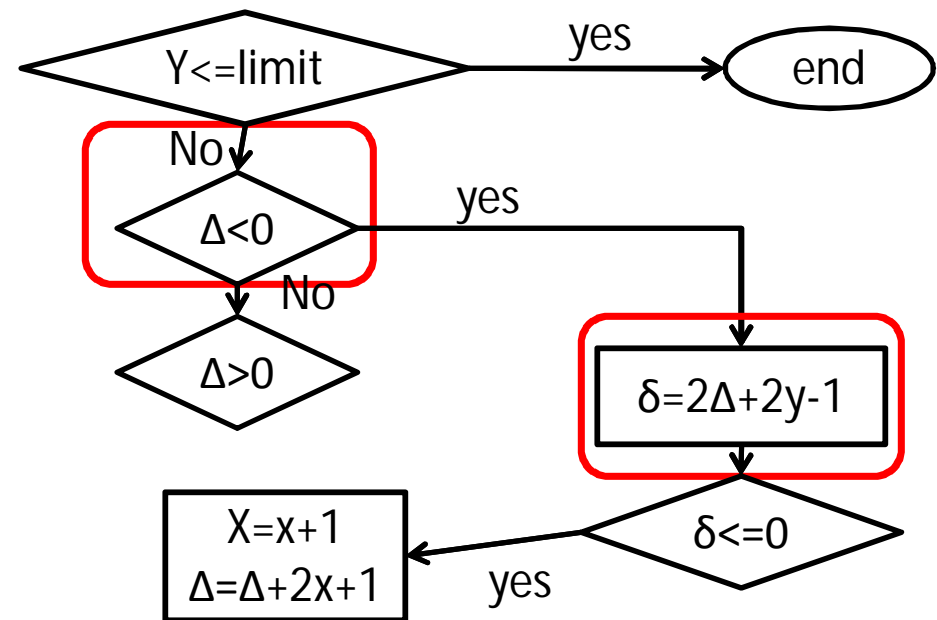 Y<=limit
yes
end
No
Δ<0
yes
No
Δ>0
δ=2Δ+2y-1
δ<=0
yes
X=x+1
Δ=Δ+2x+1